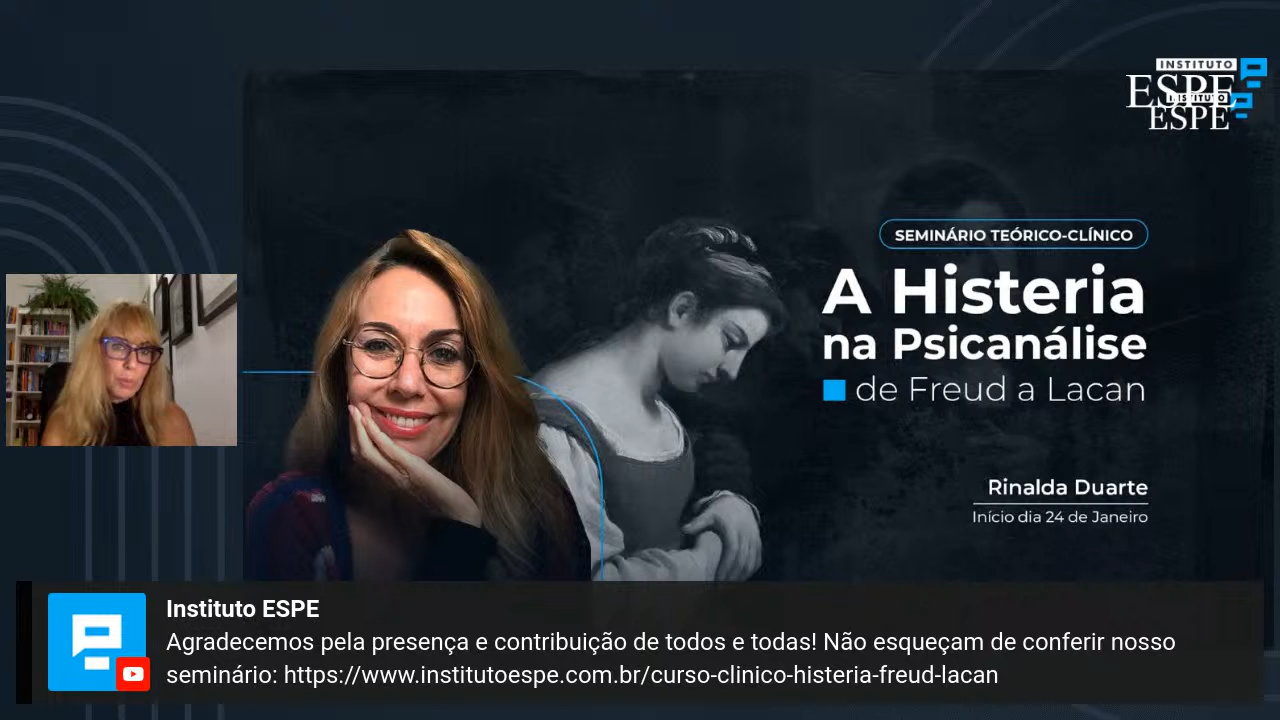 INSTITUTO
ESPE
INSTITUTO
ESPE
SEMINÁRIO TEÓRICO-CLÍNICO
A Histeria
na Psicanálise
de Freud a Lacan
Rinalda Duarte
Início dia 24 de Janeiro
Instituto ESPE
Agradecemos pela presença e contribuição de todos e todas! Não esqueçam de conferir nosso
seminário: https://www.institutoespe.com.br/curso-clinico-histeria-freud-lacan